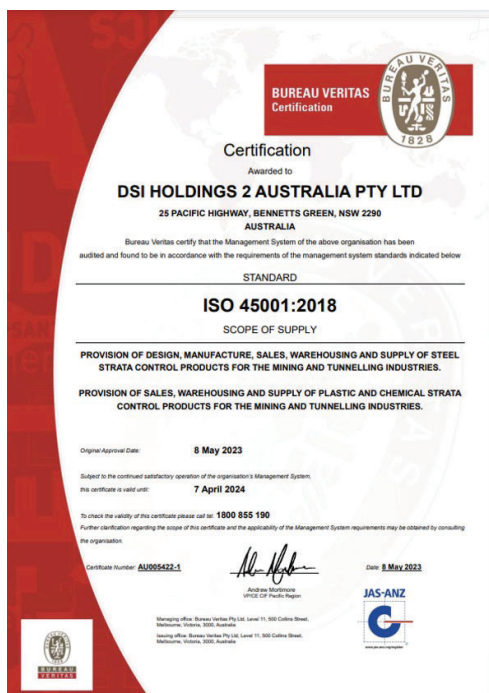 BUREAU VERITAS
Certification
BUREAU VERITAS
1828
Certification
Awarded to
DSI HOLDINGS 2 AUSTRALIA PTY LTD
25 PACIFIC HIGHWAY, BENNETTS GREEN, NSW 2290
AUSTRALIA
Bureau Veritas certify that the Management System of the above organisation has been
audited and found to be in accordance with the requirements of the management system standards indicated below
STANDARD
ISO 45001:2018
SCOPE OF SUPPLY
PROVISION OF DESIGN, MANUFACTURE, SALES, WAREHOUSING AND SUPPLY OF STEEL
STRATA CONTROL PRODUCTS FOR THE MINING AND TUNNELLING INDUSTRIES.
PROVISION OF SALES, WAREHOUSING AND SUPPLY OF PLASTIC AND CHEMICAL STRATA
CONTROL PRODUCTS FOR THE MINING AND TUNNELLING INDUSTRIES.
Original Approval Date: 8 May 2023
Subject to the continued satisfactory operation of the organisation's Management System,
this certificate is valid until: 7 April 2024
To check the validity of this certificate please call tel: 1800 855 190
Further clarification regarding the scope of this certificate and the applicability of the Management System requirements may be obtained by consulting
the organisation.
Certificate Number: AU005422-1
Date: 8 May 2023
Andrew Mortimore
VP/CE CIF Pacific Region
JAS-ANZ
Managing office: Bureau Veritas Pty Ltd, Level 11, 500 Collins Street,
Melbourne, Victoria, 3000, Australia
Issuing office: Bureau Veritas Pty Ltd, Level 11, 500 Collins Street,
Melbourne, Victoria, 3000, Australia
BUREAU
VERITAS